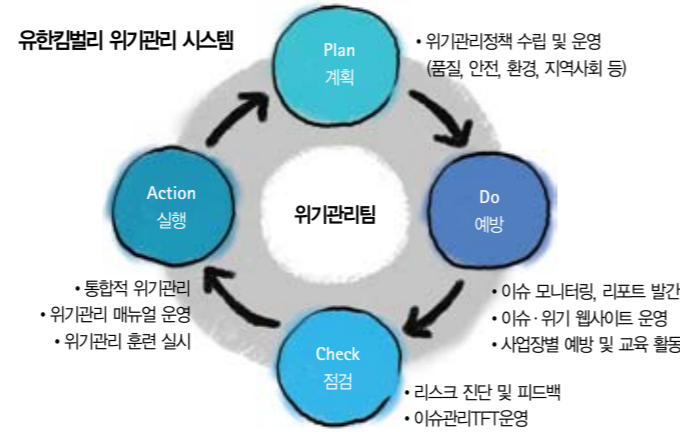 유한킴벌리 위기관리 시스템
Plan
계획
• 위기관리정책 수립 및 운영
(품질, 안전, 환경, 지역사회 등)
Action
실행
위기관리팀
Do
예방
• 통합적 위기관리
• 위기관리 매뉴얼 운영
• 위기관리 훈련 실시
• 이슈 모니터링, 리포트 발간
• 이슈 · 위기 웹사이트 운영
• 사업장별 예방 및 교육 활동
Check
점검
• 리스크 진단 및 피드백
• 이슈관리TFT운영